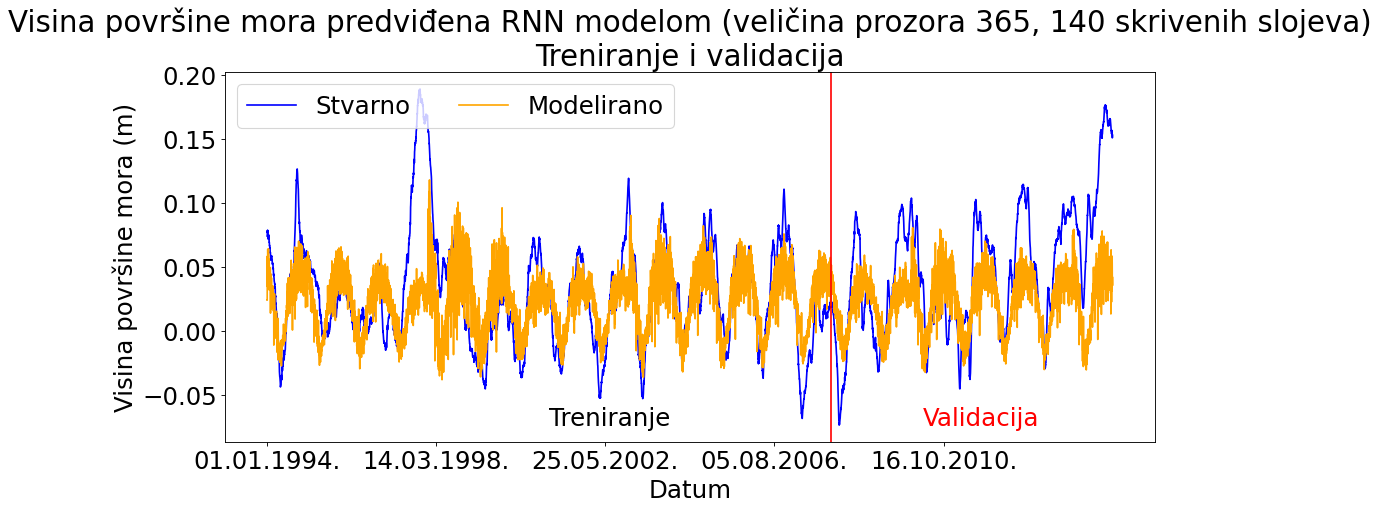 Visina površine mora predviđena RNN modelom (veličina prozora 365, 140 skrivenih slojeva)
Treniranje i validacija
Stvarno
Modelirano
Visina površine mora (m)
0.20
0.15
0.10
0.05
0.00
−0.05
Treniranje
Validacija
01.01.1994.
14.03.1998.
25.05.2002.
05.08.2006.
16.10.2010.
Datum